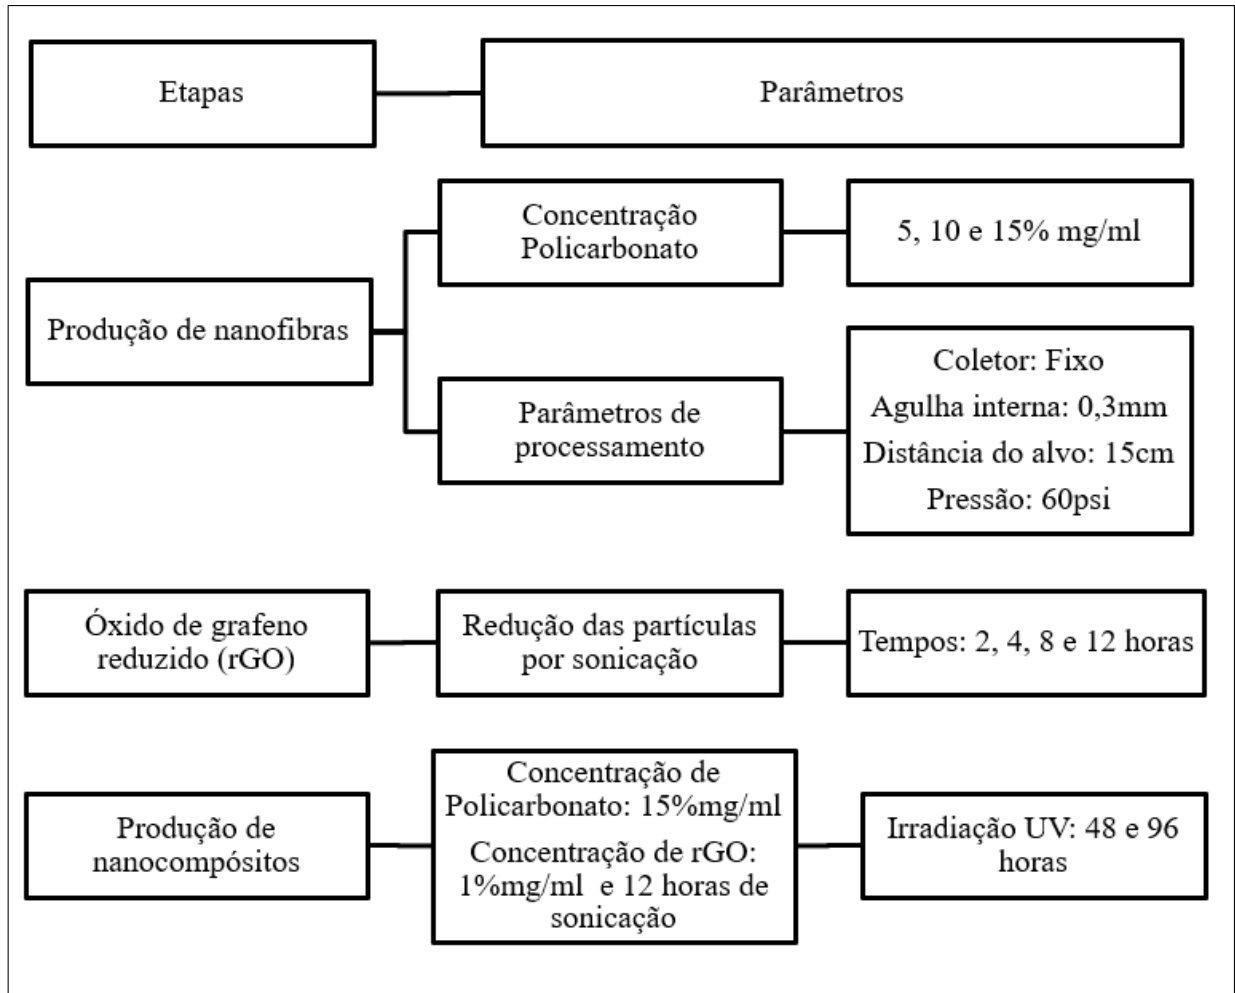 Etapas
Parâmetros
Concentração
Policarbonato
5, 10 e 15% mg/ml
Produção de nanofibras
Parâmetros de
processamento
Coletor: Fixo
Agulha interna: 0,3mm
Distância do alvo: 15cm
Pressão: 60psi
Óxido de grafeno
reduzido (rGO)
Redução das partículas
por sonicação
Tempos: 2, 4, 8 e 12 horas
Produção de
nanocompósitos
Concentração de
Policarbonato: 15%mg/ml
Concentração de rGO:
1%mg/ml e 12 horas de
sonicação
Irradiação UV: 48 e 96
horas